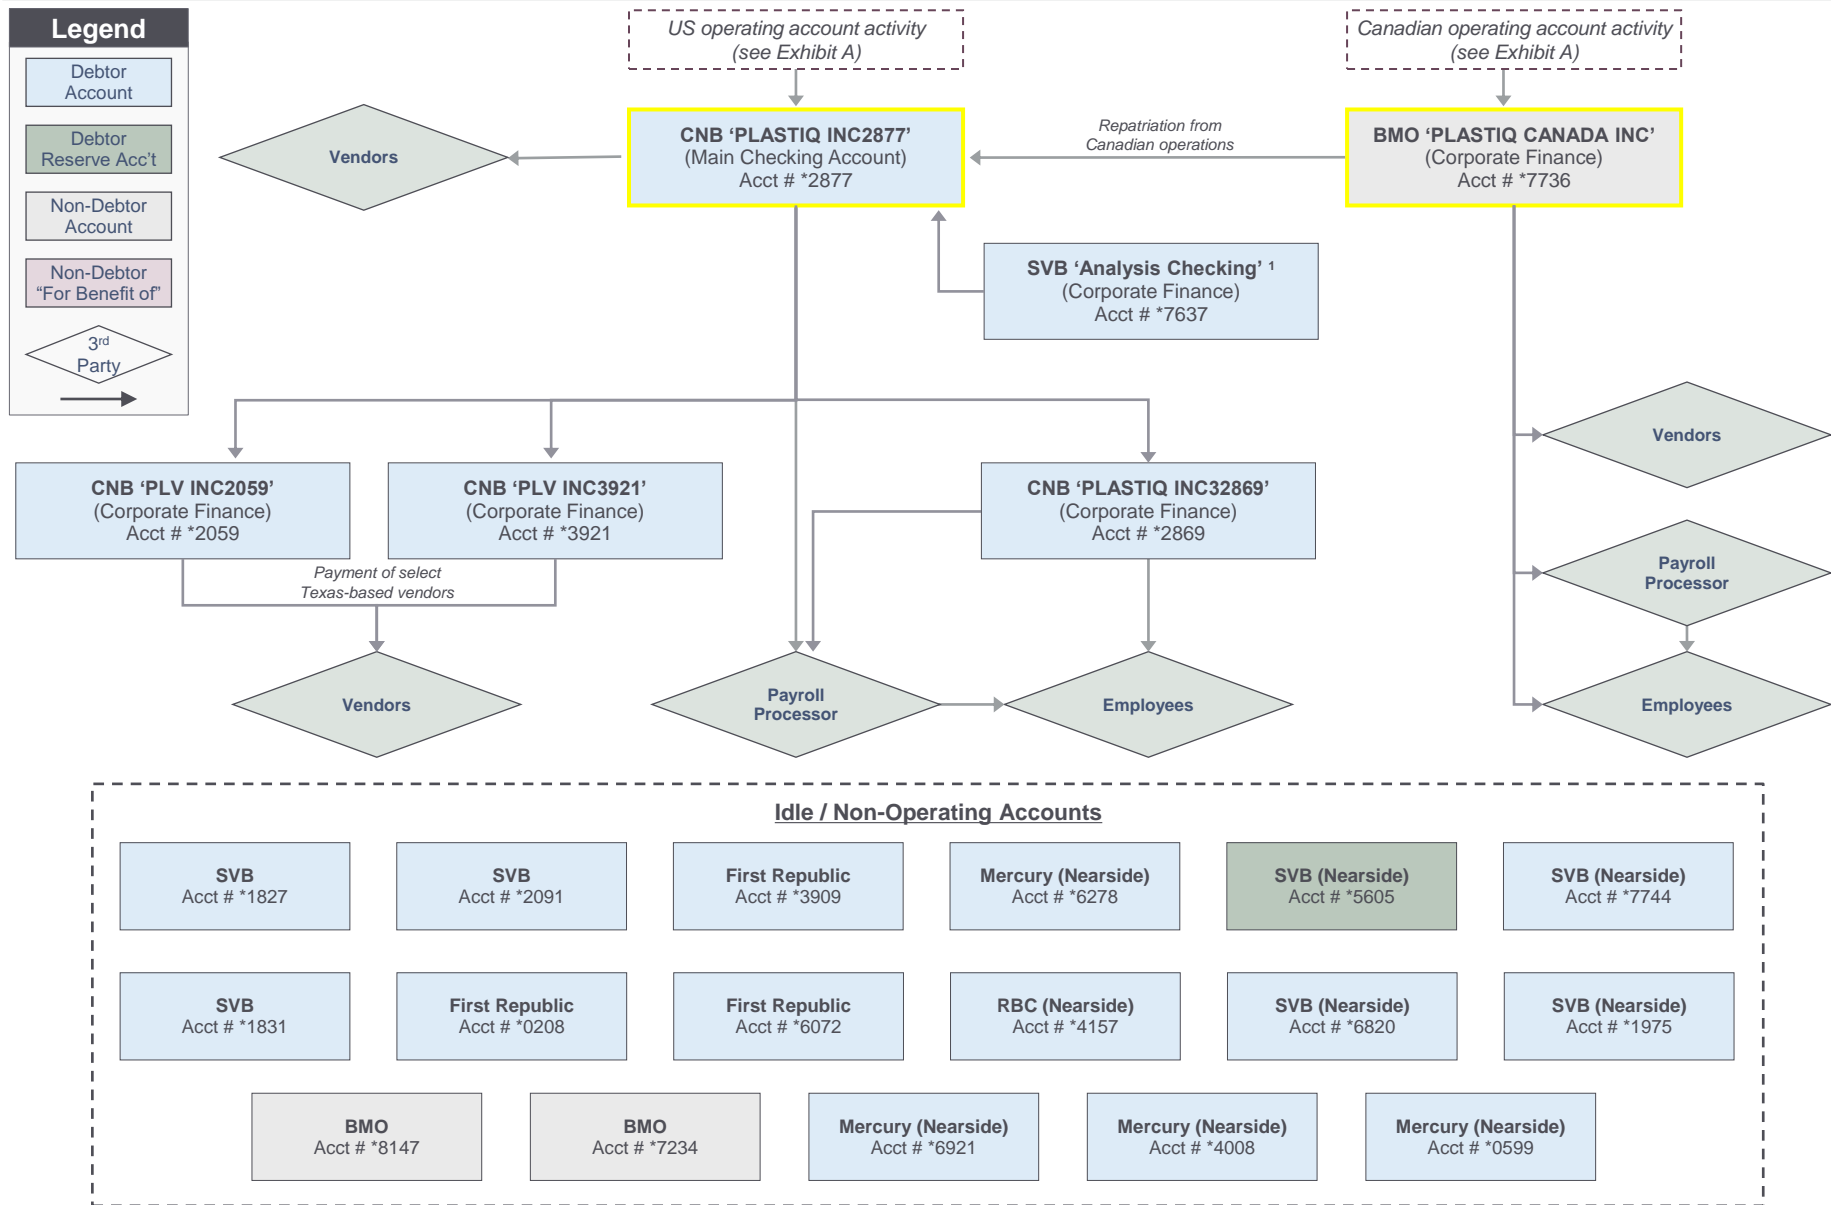 Legend
Debtor
Account
Debtor
Reserve Acc't
Non-Debtor
Account
Non-Debtor
“For Benefit of”
3rd
Party
US operating account activity
(see Exhibit A)
Canadian operating account activity
(see Exhibit A)
Vendors
CNB ‘PLASTIQ INC2877’
(Main Checking Account)
Acct # *2877
Repatriation from
Canadian operations
BMO ‘PLASTIQ CANADA INC’
(Corporate Finance)
Acct # *7736
SVB ‘Analysis Checking’ ¹
(Corporate Finance)
Acct # *7637
CNB ‘PLV INC2059’
(Corporate Finance)
Acct # *2059
CNB ‘PLV INC3921’
(Corporate Finance)
Acct # *3921
CNB ‘PLASTIQ INC32869’
(Corporate Finance)
Acct # *2869
Payment of select
Texas-based vendors
Vendors
Payroll
Processor
Employees
Vendors
Payroll
Processor
Employees
Idle / Non-Operating Accounts
SVB
Acct # *1827
SVB
Acct # *2091
First Republic
Acct # *3909
Mercury (Nearside)
Acct # *6278
SVB (Nearside)
Acct # *5605
SVB (Nearside)
Acct # *7744
SVB
Acct # *1831
First Republic
Acct # *0208
First Republic
Acct # *6072
RBC (Nearside)
Acct # *4157
SVB (Nearside)
Acct # *6820
SVB (Nearside)
Acct # *1975
BMO
Acct # *8147
BMO
Acct # *7234
Mercury (Nearside)
Acct # *6921
Mercury (Nearside)
Acct # *4008
Mercury (Nearside)
Acct # *0599